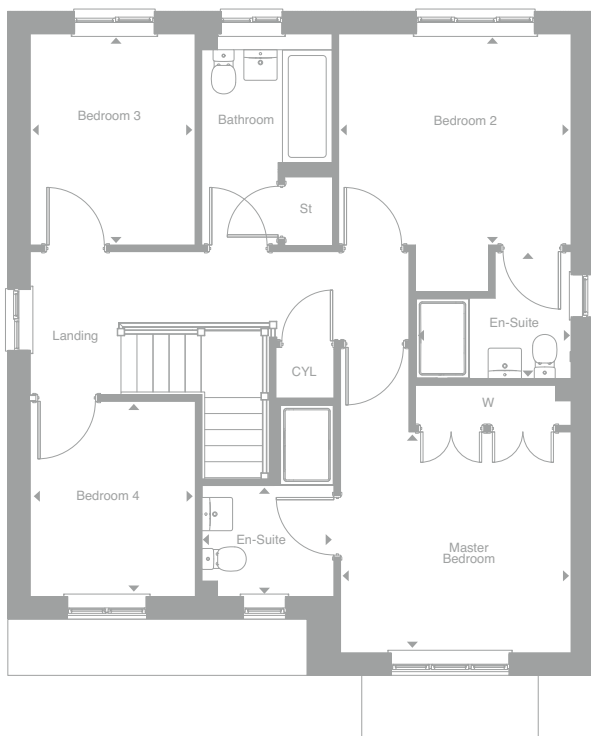 Bedroom 3
Bathroom
Bedroom 2
St
En-Suite
Landing
CYL
W
Bedroom 4
En-Suite
Master
Bedroom